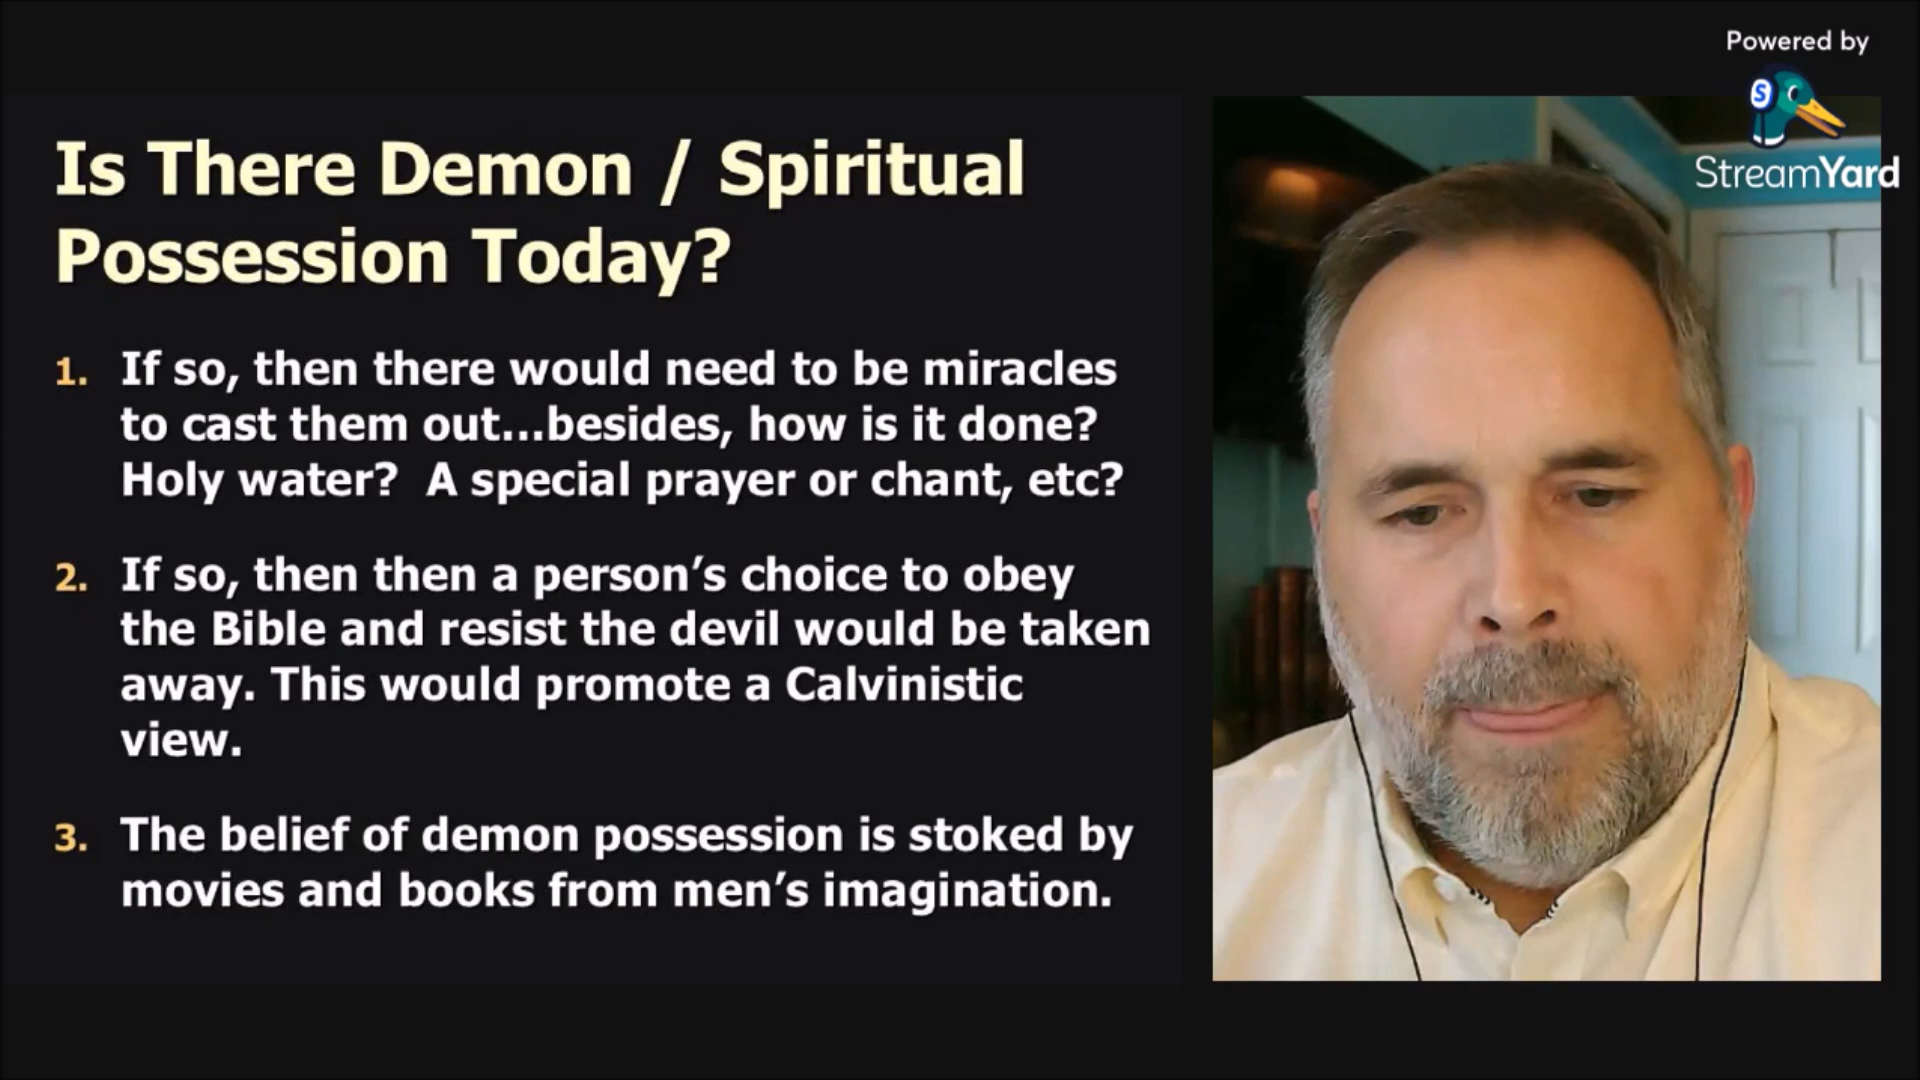 Powered by
StreamYard
Is There Demon / Spiritual
Possession Today?
1. If so, then there would need to be miracles
to cast them out...besides, how is it done?
Holy water?  A special prayer or chant, etc?
2. If so, then then a person’s choice to obey
the Bible and resist the devil would be taken
away. This would promote a Calvinistic
view.
3. The belief of demon possession is stoked by
movies and books from men’s imagination.